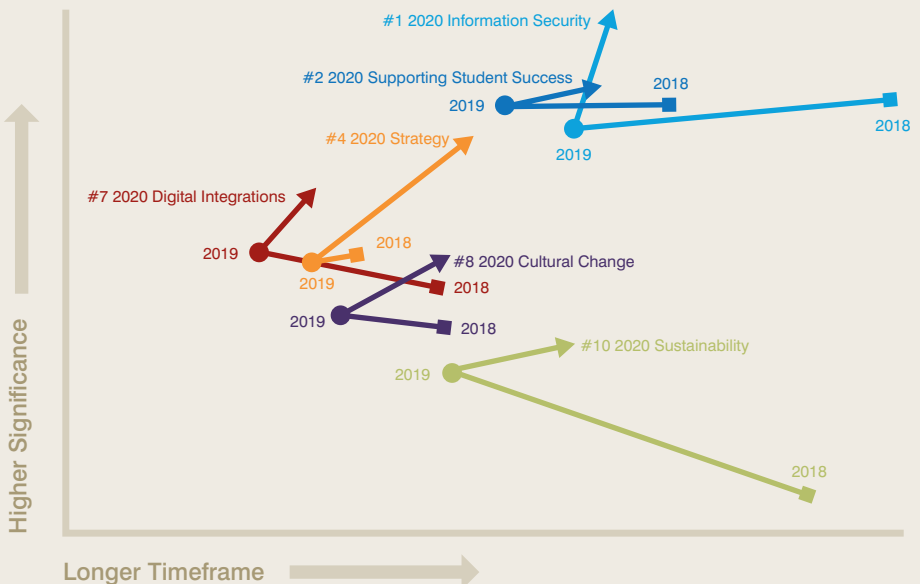 #1 2020 Information Security
#2 2020 Supporting Student Success
2018
2019
2018
2019
#4 2020 Strategy
#7 2020 Digital Integrations
2019
2018
2019
#8 2020 Cultural Change
2018
2019
2018
#10 2020 Sustainability
2019
2018
Higher Significance
Longer Timeframe